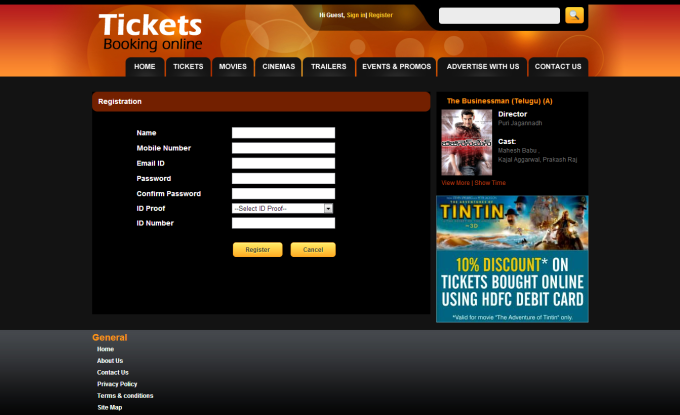 Tickets
Booking online
Hi Guest, Sign in| Register
HOME
TICKETS
MOVIES
CINEMAS
TRAILERS
EVENTS & PROMOS
ADVERTISE WITH US
CONTACT US
Registration
Name
Mobile Number
Email ID
Password
Confirm Password
ID Proof
--Select ID Proof--
ID Number
Register
Cancel
The Businessman (Telugu) (A)
Director
Puri Jagannadh
Cast:
Mahesh Babu ,
Kajal Aggarwal, Prakash Raj
View More | Show Time
THE ADVENTURES OF
TINTIN
IN 3D
10% DISCOUNT* ON
TICKETS BOUGHT ONLINE
USING HDFC DEBIT CARD
*Valid for movie "The Adventure of Tintin" only.
General
Home
About Us
Contact Us
Privacy Policy
Terms & conditions
Site Map